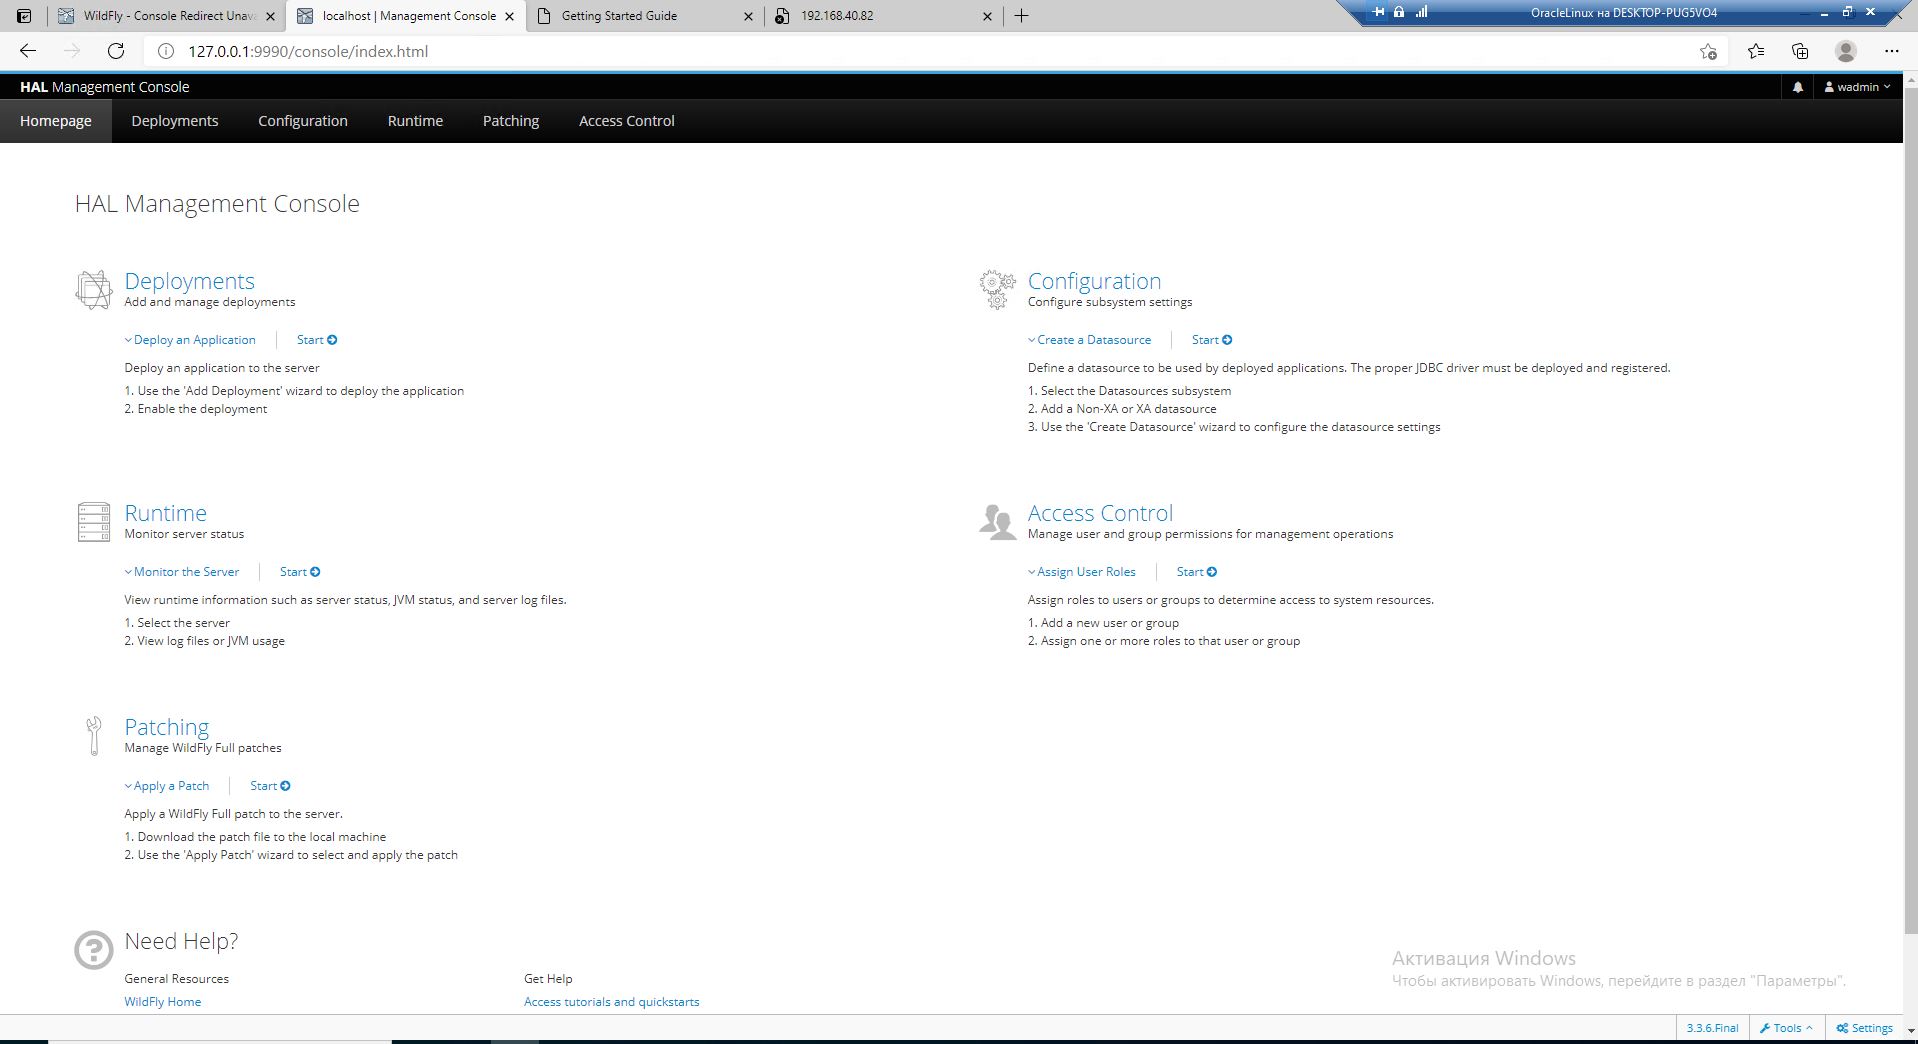 WildFly - Console Redirect Unava
localhost | Management Console
Getting Started Guide
192.168.40.82
OracleLinux на DESKTOP-PUG5VO4
127.0.0.1:9990/console/index.html
HAL Management Console
wadmin
Homepage
Deployments
Configuration
Runtime
Patching
Access Control
HAL Management Console
Deployments
Add and manage deployments
Deploy an Application
Start
Deploy an application to the server
1. Use the 'Add Deployment' wizard to deploy the application
2. Enable the deployment
Configuration
Configure subsystem settings
Create a Datasource
Start
Define a datasource to be used by deployed applications. The proper JDBC driver must be deployed and registered.
1. Select the Datasources subsystem
2. Add a Non-XA or XA datasource
3. Use the 'Create Datasource' wizard to configure the datasource settings
Runtime
Monitor server status
Monitor the Server
Start
View runtime information such as server status, JVM status, and server log files.
1. Select the server
2. View log files or JVM usage
Access Control
Manage user and group permissions for management operations
Assign User Roles
Start
Assign roles to users or groups to determine access to system resources.
1. Add a new user or group
2. Assign one or more roles to that user or group
Patching
Manage WildFly Full patches
Apply a Patch
Start
Apply a WildFly Full patch to the server.
1. Download the patch file to the local machine
2. Use the 'Apply Patch' wizard to select and apply the patch
Need Help?
General Resources
WildFly Home
Get Help
Access tutorials and quickstarts
Активация Windows
Чтобы активировать Windows, перейдите в раздел "Параметры".
3.3.6.Final
Tools
Settings